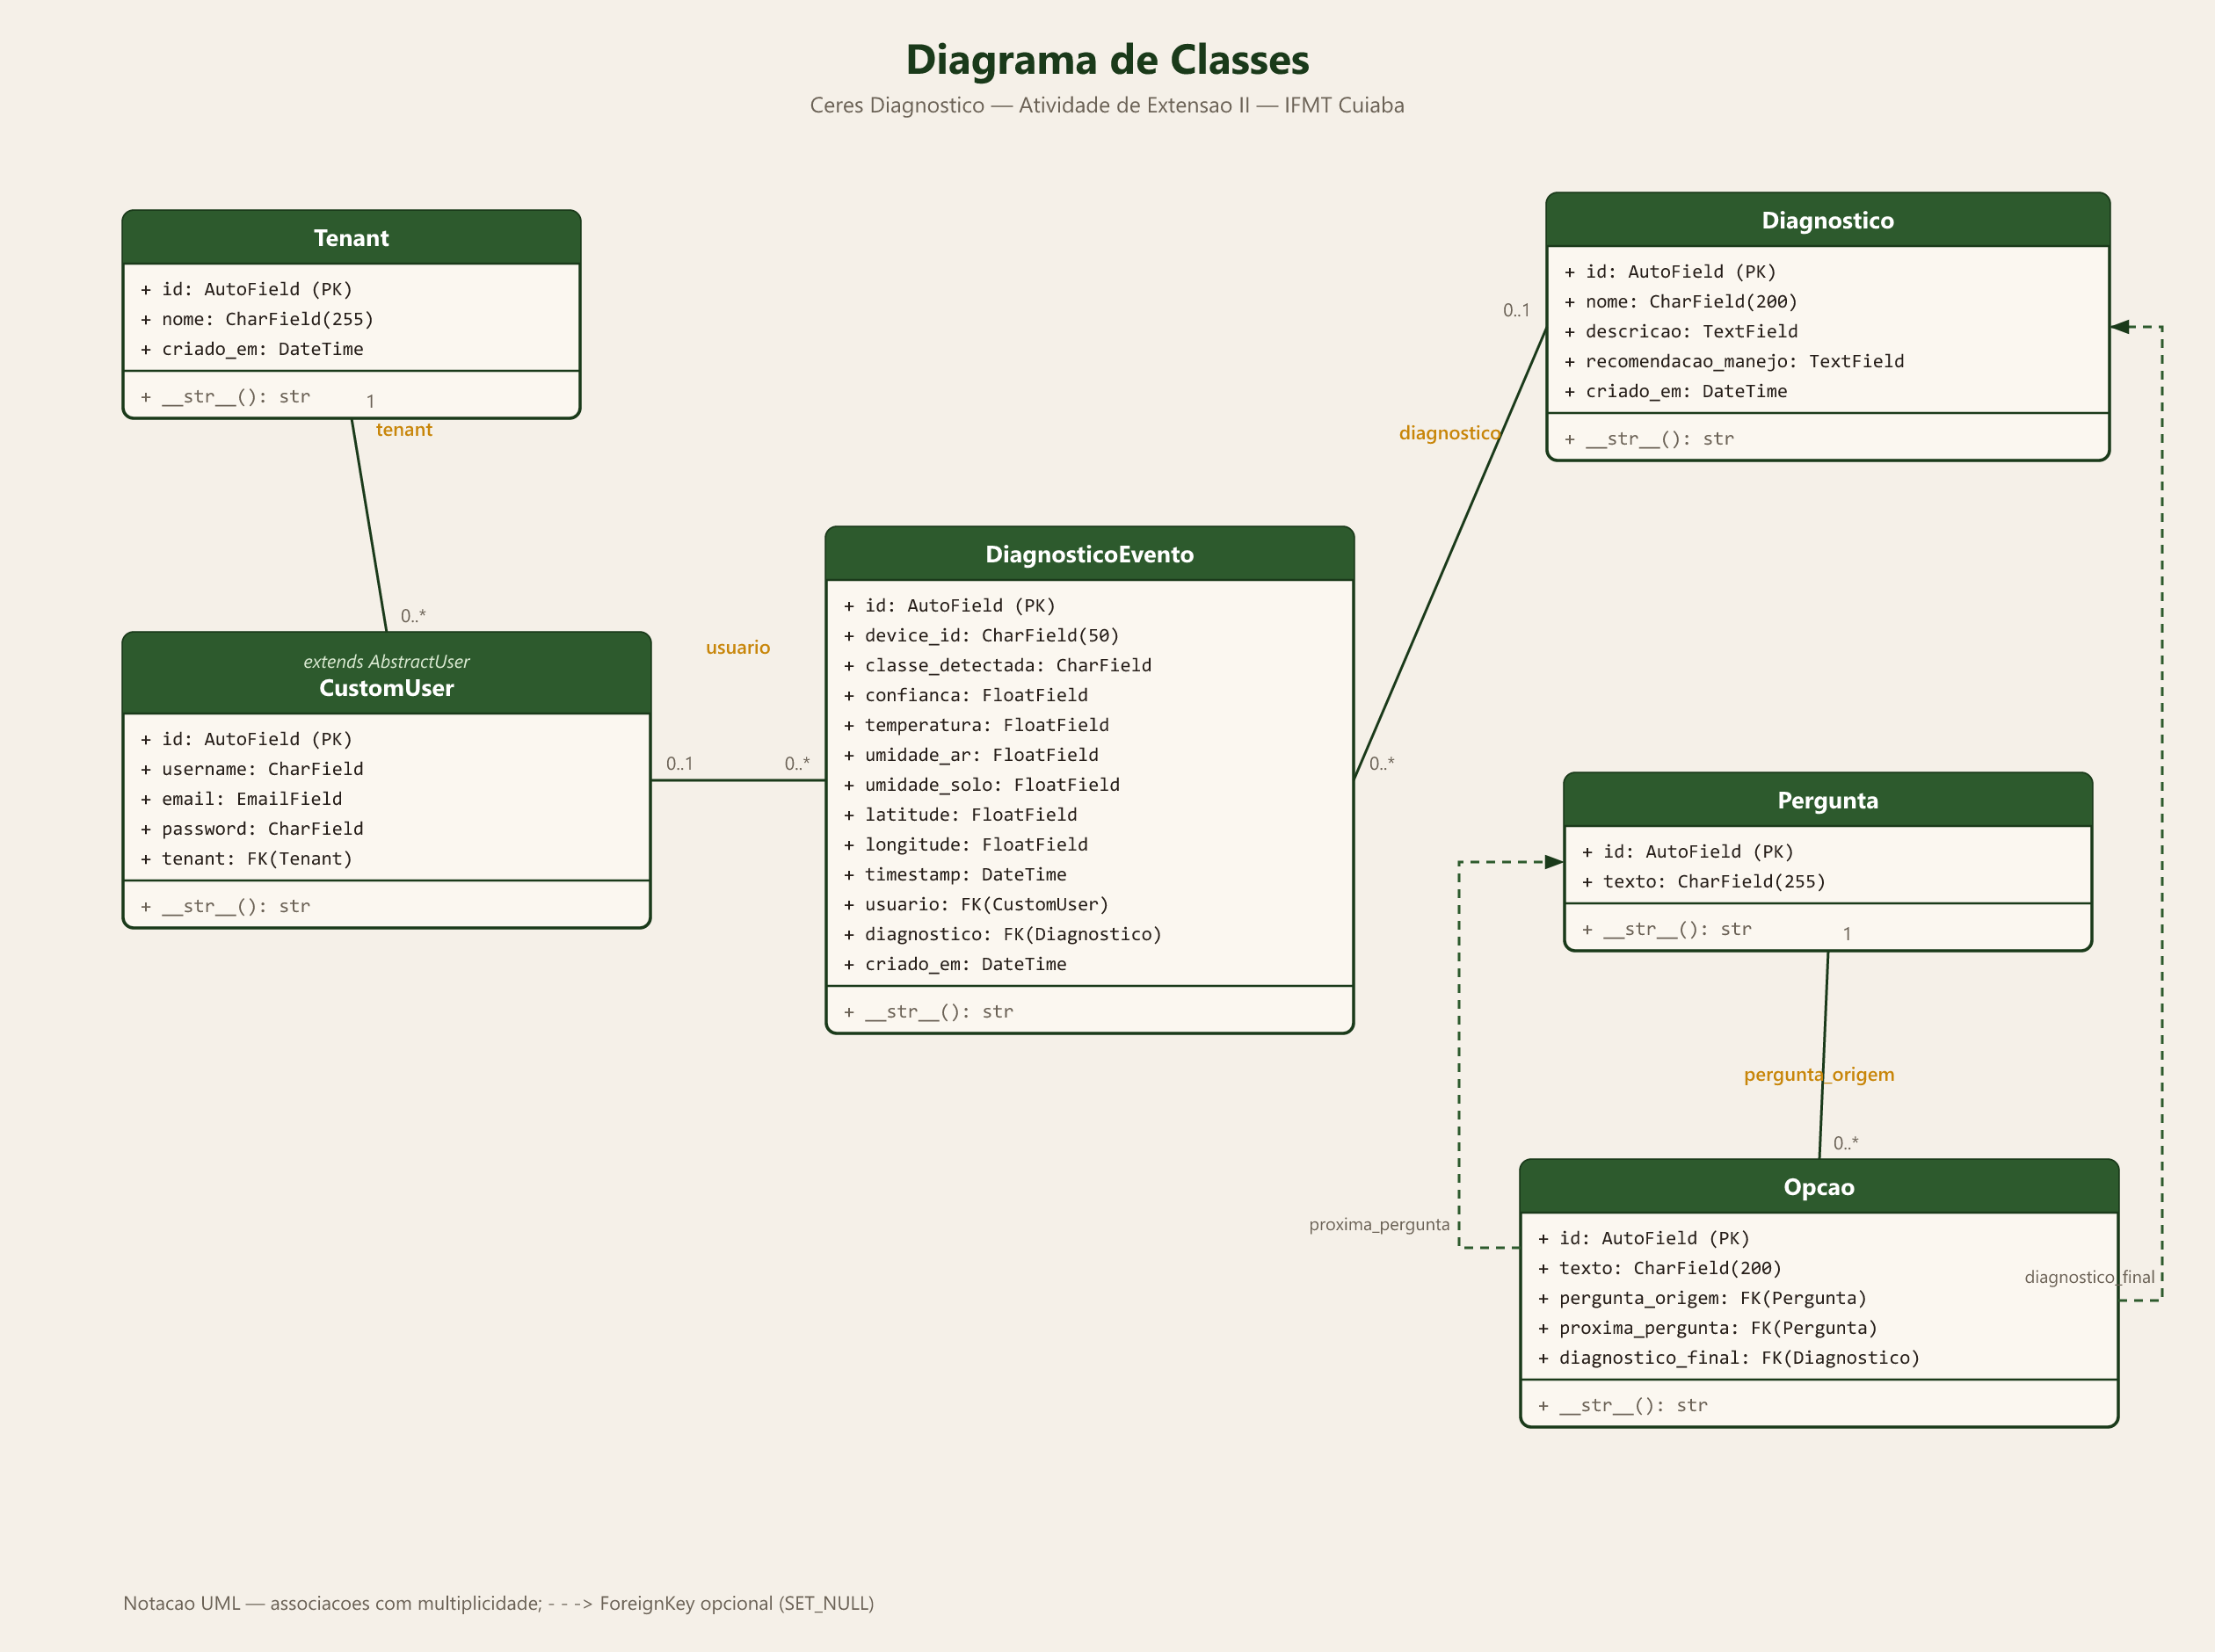 Diagrama de Classes
Ceres Diagnostico — Atividade de Extensao II — IFMT Cuiaba
Tenant
+ id: AutoField (PK)
+ nome: CharField(255)
+ criado_em: DateTime
+ __str__(): str
1
tenant
0..*
extends AbstractUser
CustomUser
+ id: AutoField (PK)
+ username: CharField
+ email: EmailField
+ password: CharField
+ tenant: FK(Tenant)
+ __str__(): str
usuario
0..1
0..*
DiagnosticoEvento
+ id: AutoField (PK)
+ device_id: CharField(50)
+ classe_detectada: CharField
+ confianca: FloatField
+ temperatura: FloatField
+ umidade_ar: FloatField
+ umidade_solo: FloatField
+ latitude: FloatField
+ longitude: FloatField
+ timestamp: DateTime
+ usuario: FK(CustomUser)
+ diagnostico: FK(Diagnostico)
+ criado_em: DateTime
+ __str__(): str
0..*
diagnostico
0..1
Diagnostico
+ id: AutoField (PK)
+ nome: CharField(200)
+ descricao: TextField
+ recomendacao_manejo: TextField
+ criado_em: DateTime
+ __str__(): str
Pergunta
+ id: AutoField (PK)
+ texto: CharField(255)
+ __str__(): str
1
pergunta_origem
0..*
proxima_pergunta
Opcao
+ id: AutoField (PK)
+ texto: CharField(200)
+ pergunta_origem: FK(Pergunta)
+ proxima_pergunta: FK(Pergunta)
+ diagnostico_final: FK(Diagnostico)
+ __str__(): str
diagnostico_final
Notacao UML — associacoes com multiplicidade; - - -> ForeignKey opcional (SET_NULL)